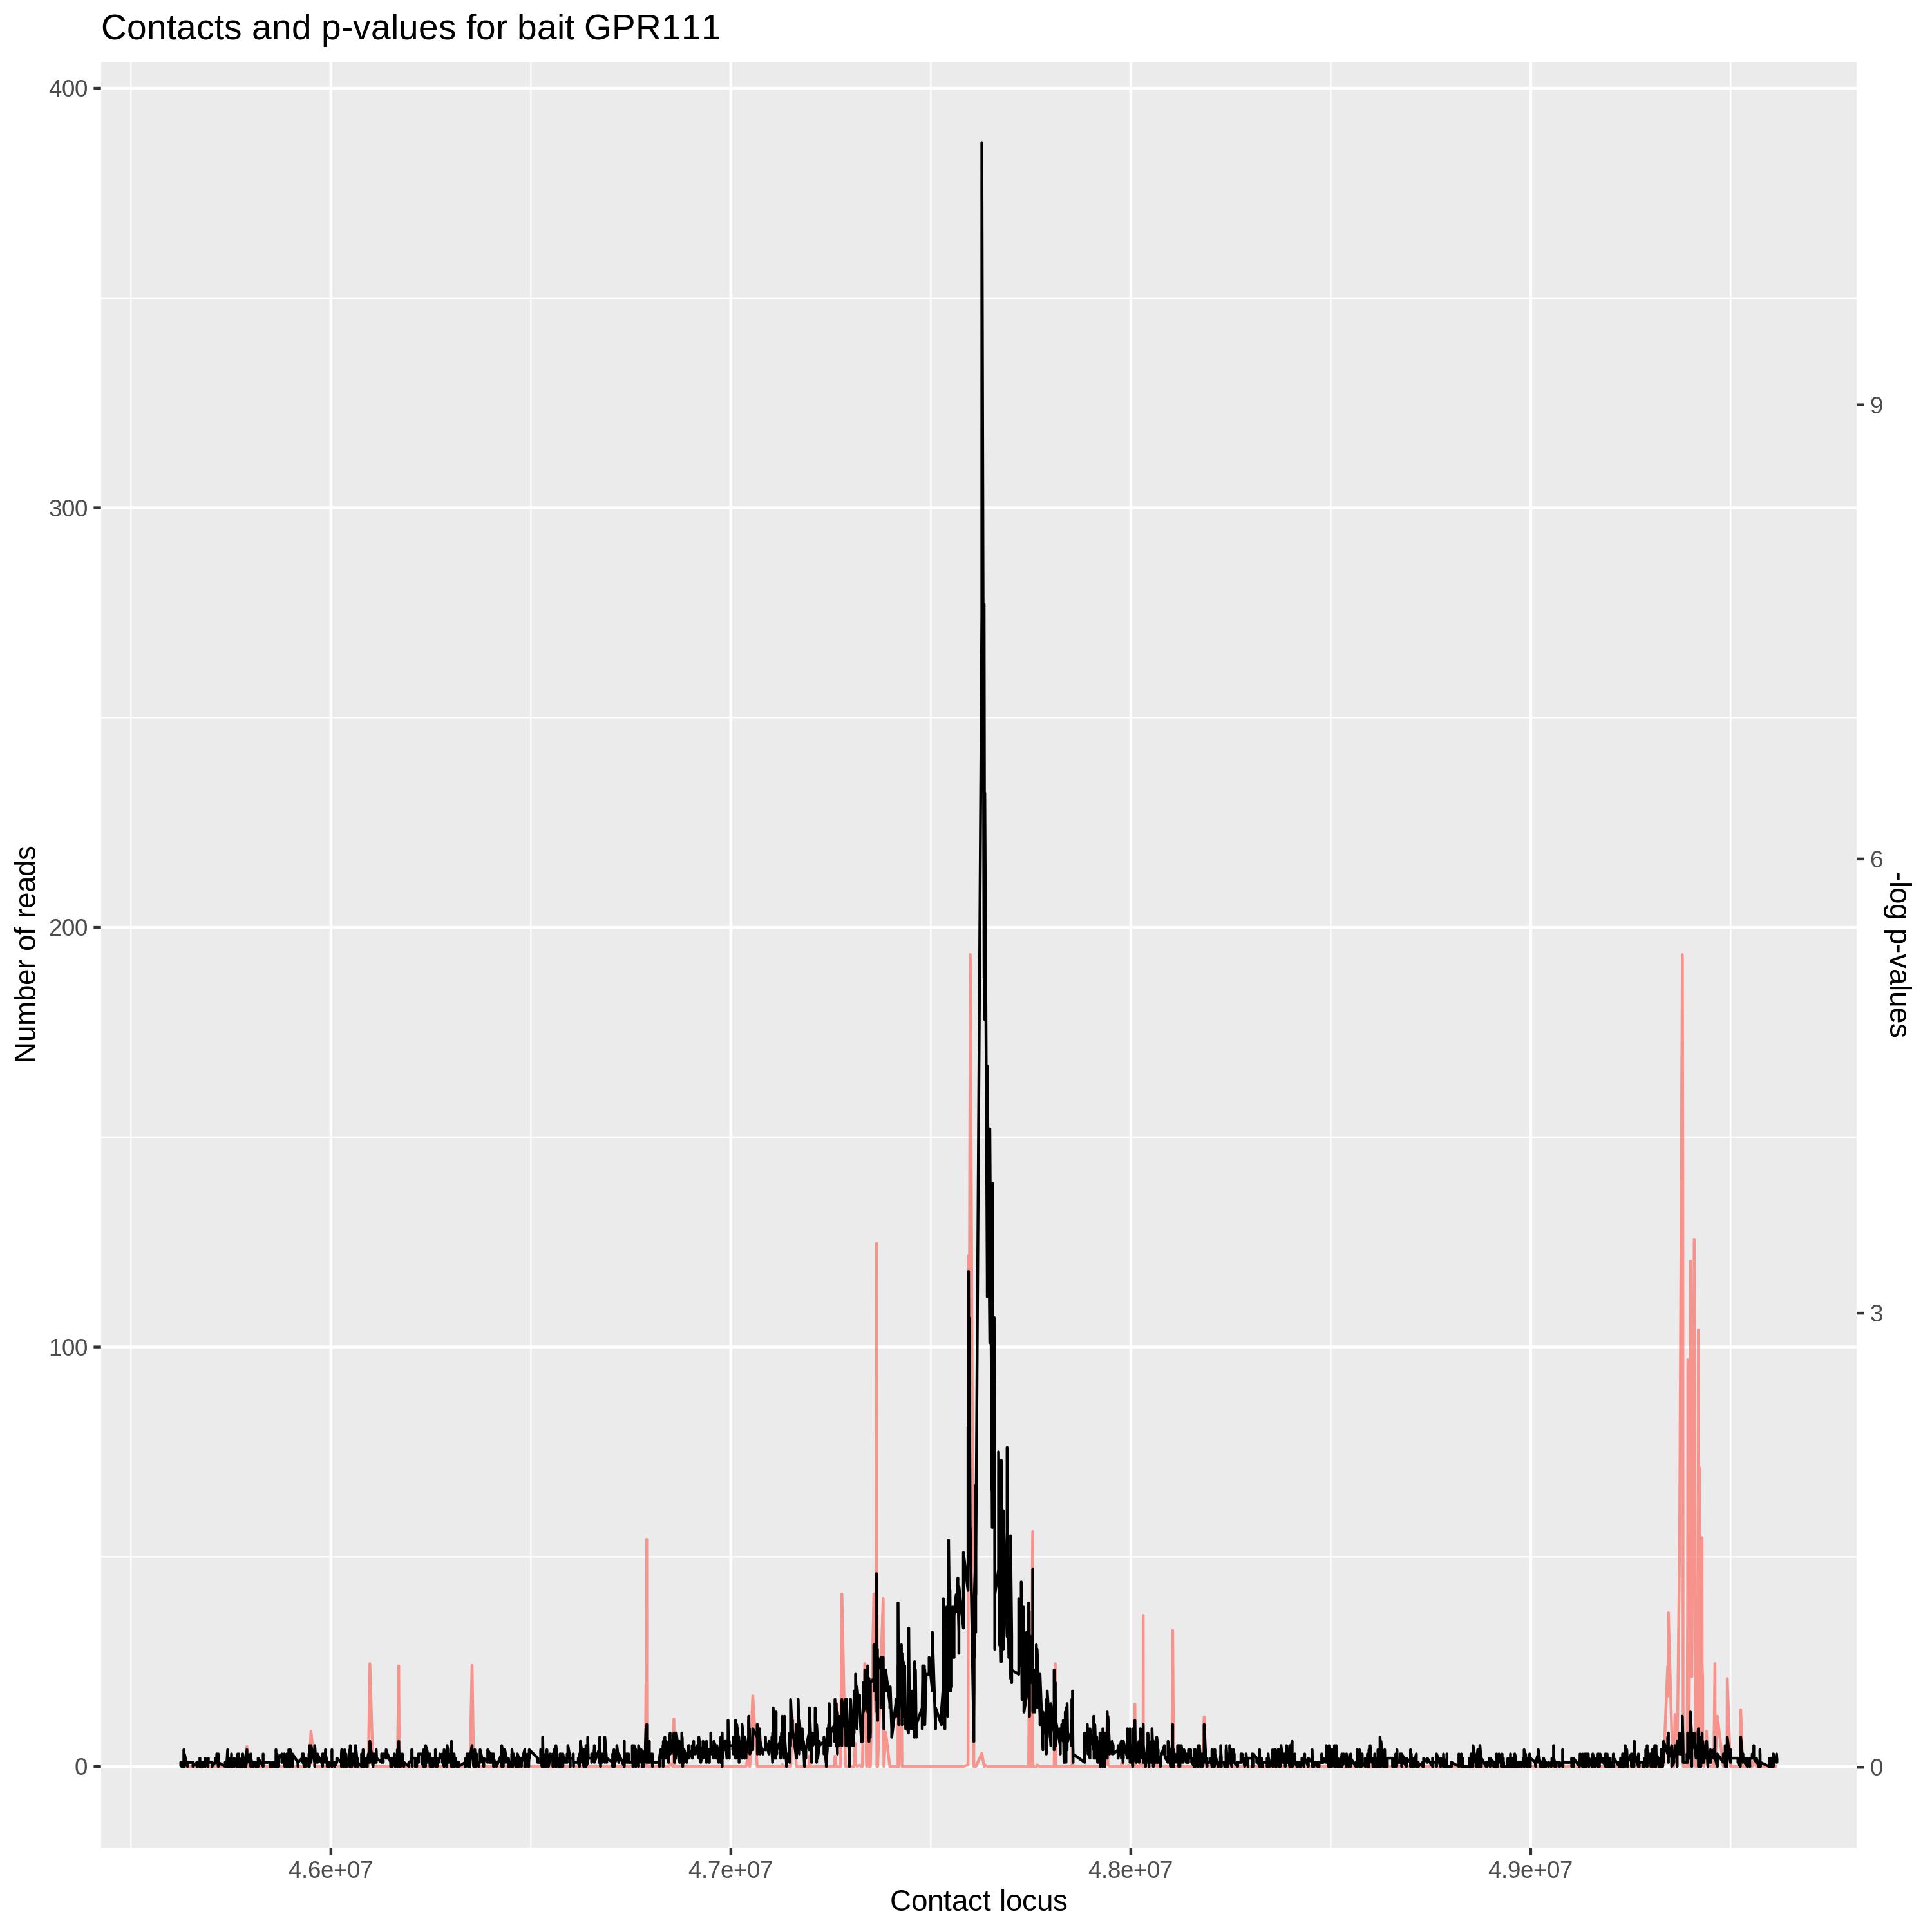 Contacts and p-values for bait GPR111
400
300
200
100
0
Number of reads
9
6
3
0
-log p-values
4.6e+07
4.7e+07
4.8e+07
4.9e+07
Contact locus